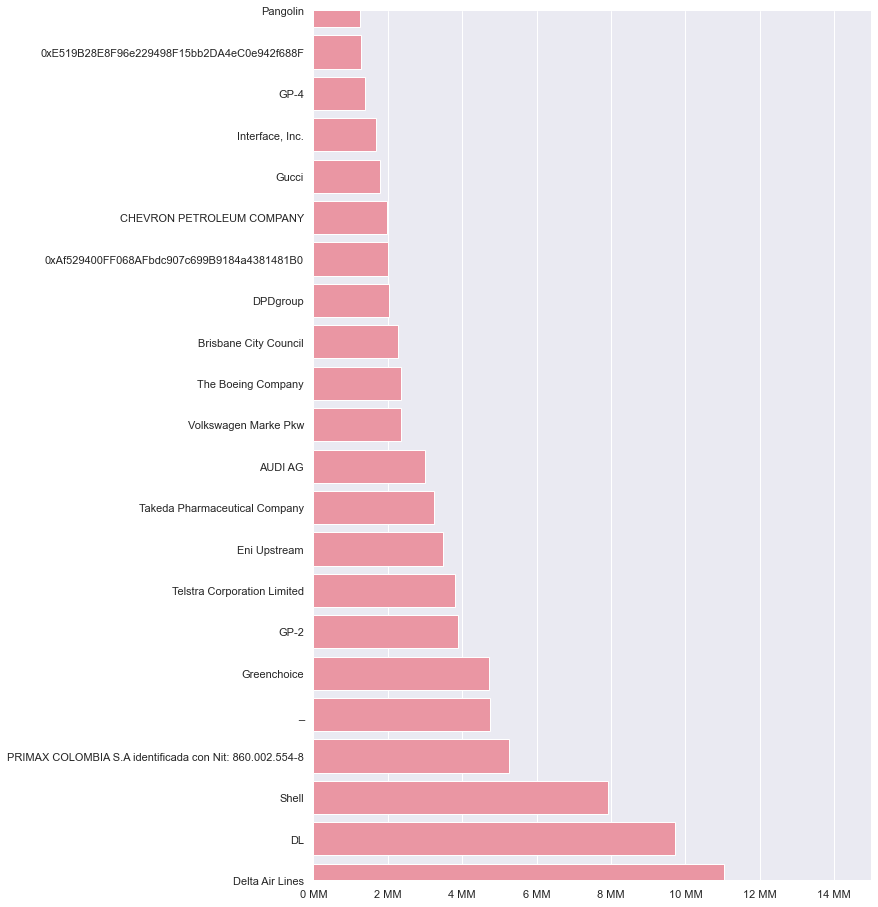 Pangolin
0xE519B28E8F96e229498F15bb2DA4eC0e942f688F
GP-4
Interface, Inc.
Gucci
CHEVRON PETROLEUM COMPANY
0xAf529400FF068AFbdc907c699B9184a4381481B0
DPDgroup
Brisbane City Council
The Boeing Company
Volkswagen Marke Pkw
AUDI AG
Takeda Pharmaceutical Company
Eni Upstream
Telstra Corporation Limited
GP-2
Greenchoice
--
PRIMAX COLOMBIA S.A identificada con Nit: 860.002.554-8
Shell
DL
Delta Air Lines
0 MM 2 MM 4 MM 6 MM 8 MM 10 MM 12 MM 14 MM